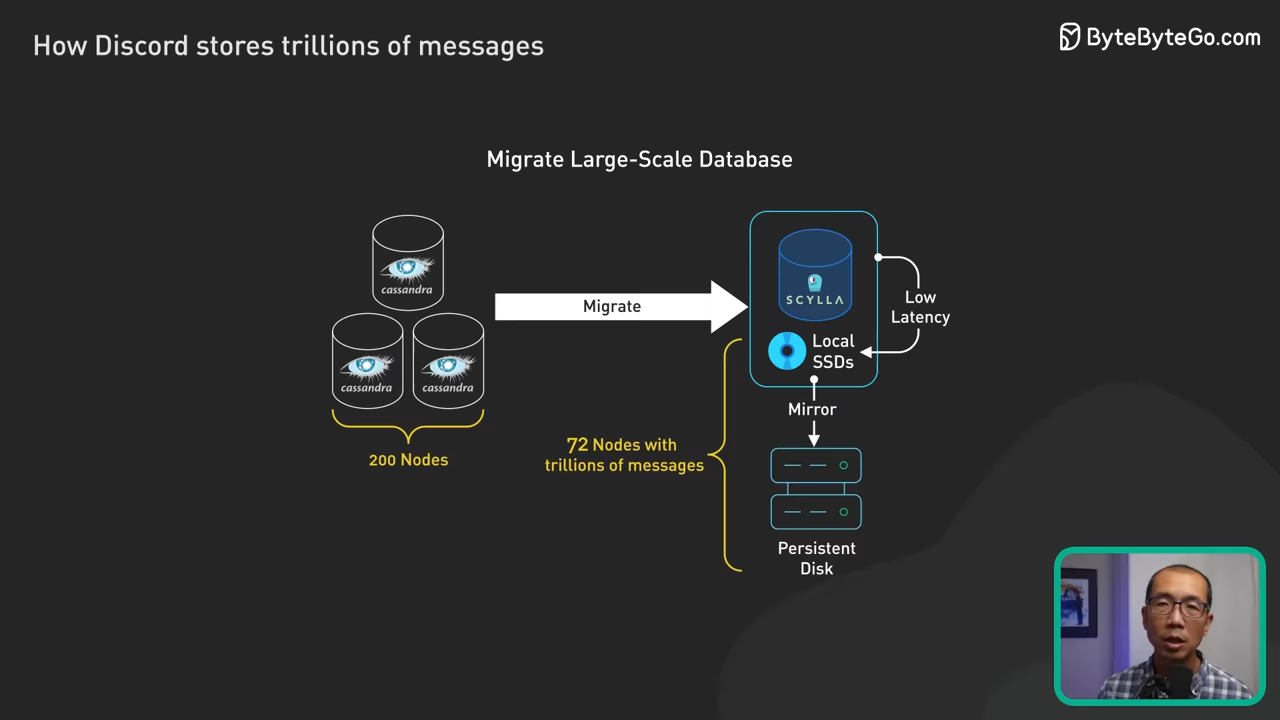 How Discord stores trillions of messages
ByteByteGo.com
Migrate Large-Scale Database
cassandra
cassandra
cassandra
200 Nodes
Migrate
SCYLLA
Local
SSDs
Low
Latency
Mirror
72 Nodes with
trillions of messages
Persistent
Disk